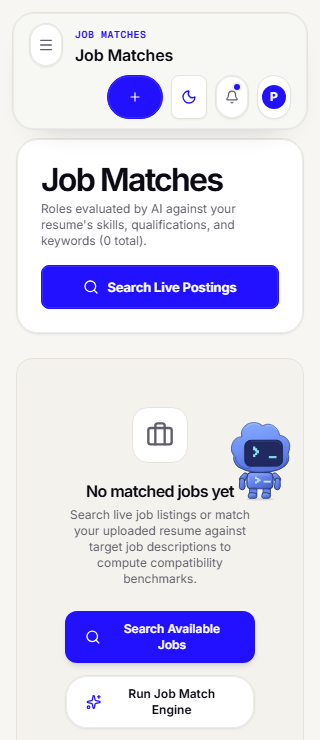 JOB MATCHES
Job Matches
P
Job Matches
Roles evaluated by AI against your
resume's skills, qualifications, and
keywords (0 total).
Search Live Postings
No matched jobs yet
Search live job listings or match
your uploaded resume against
target job descriptions to
compute compatibility
benchmarks.
Search Available
Jobs
Run Job Match
Engine